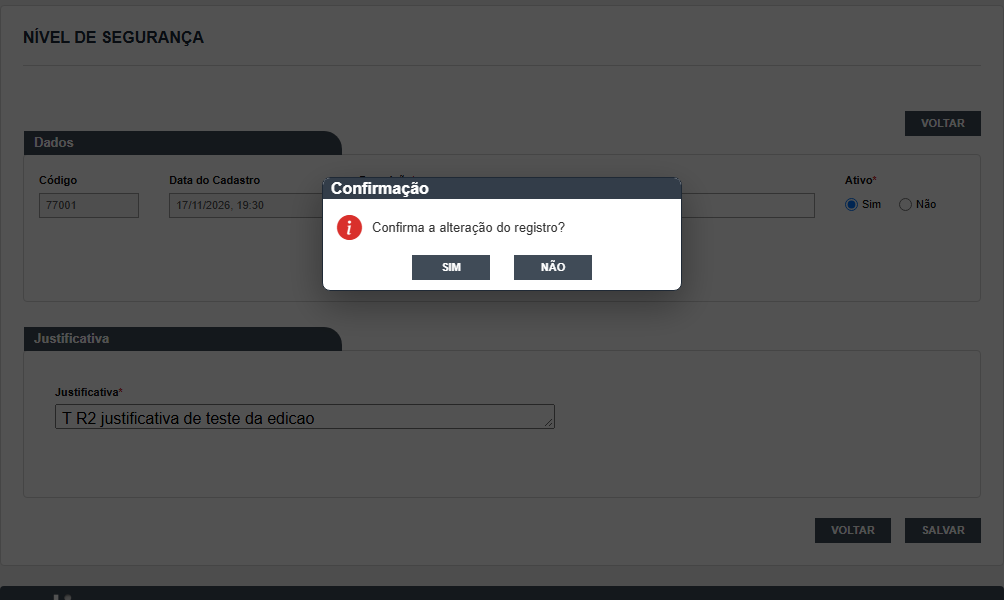 NÍVEL DE SEGURANÇA
VOLTAR
Dados
Código
Data do Cadastro
Ativo*
77001
17/11/2026, 19:30
Sim
Não
Confirmação
i
Confirma a alteração do registro?
SIM
NÃO
Justificativa
Justificativa*
T R2 justificativa de teste da edicao
VOLTAR
SALVAR